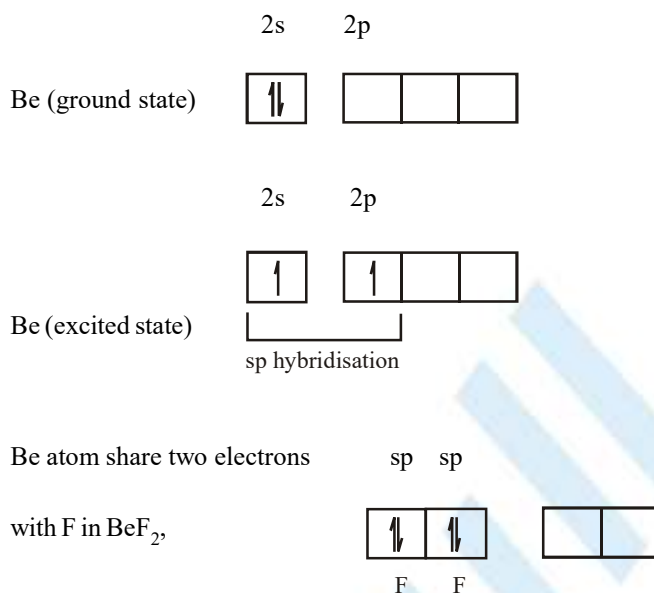 2s 2p
Be (ground state)
2s 2p
Be (excited state)
sp hybridisation
Be atom share two electrons sp sp
with F in BeF₂,
F F